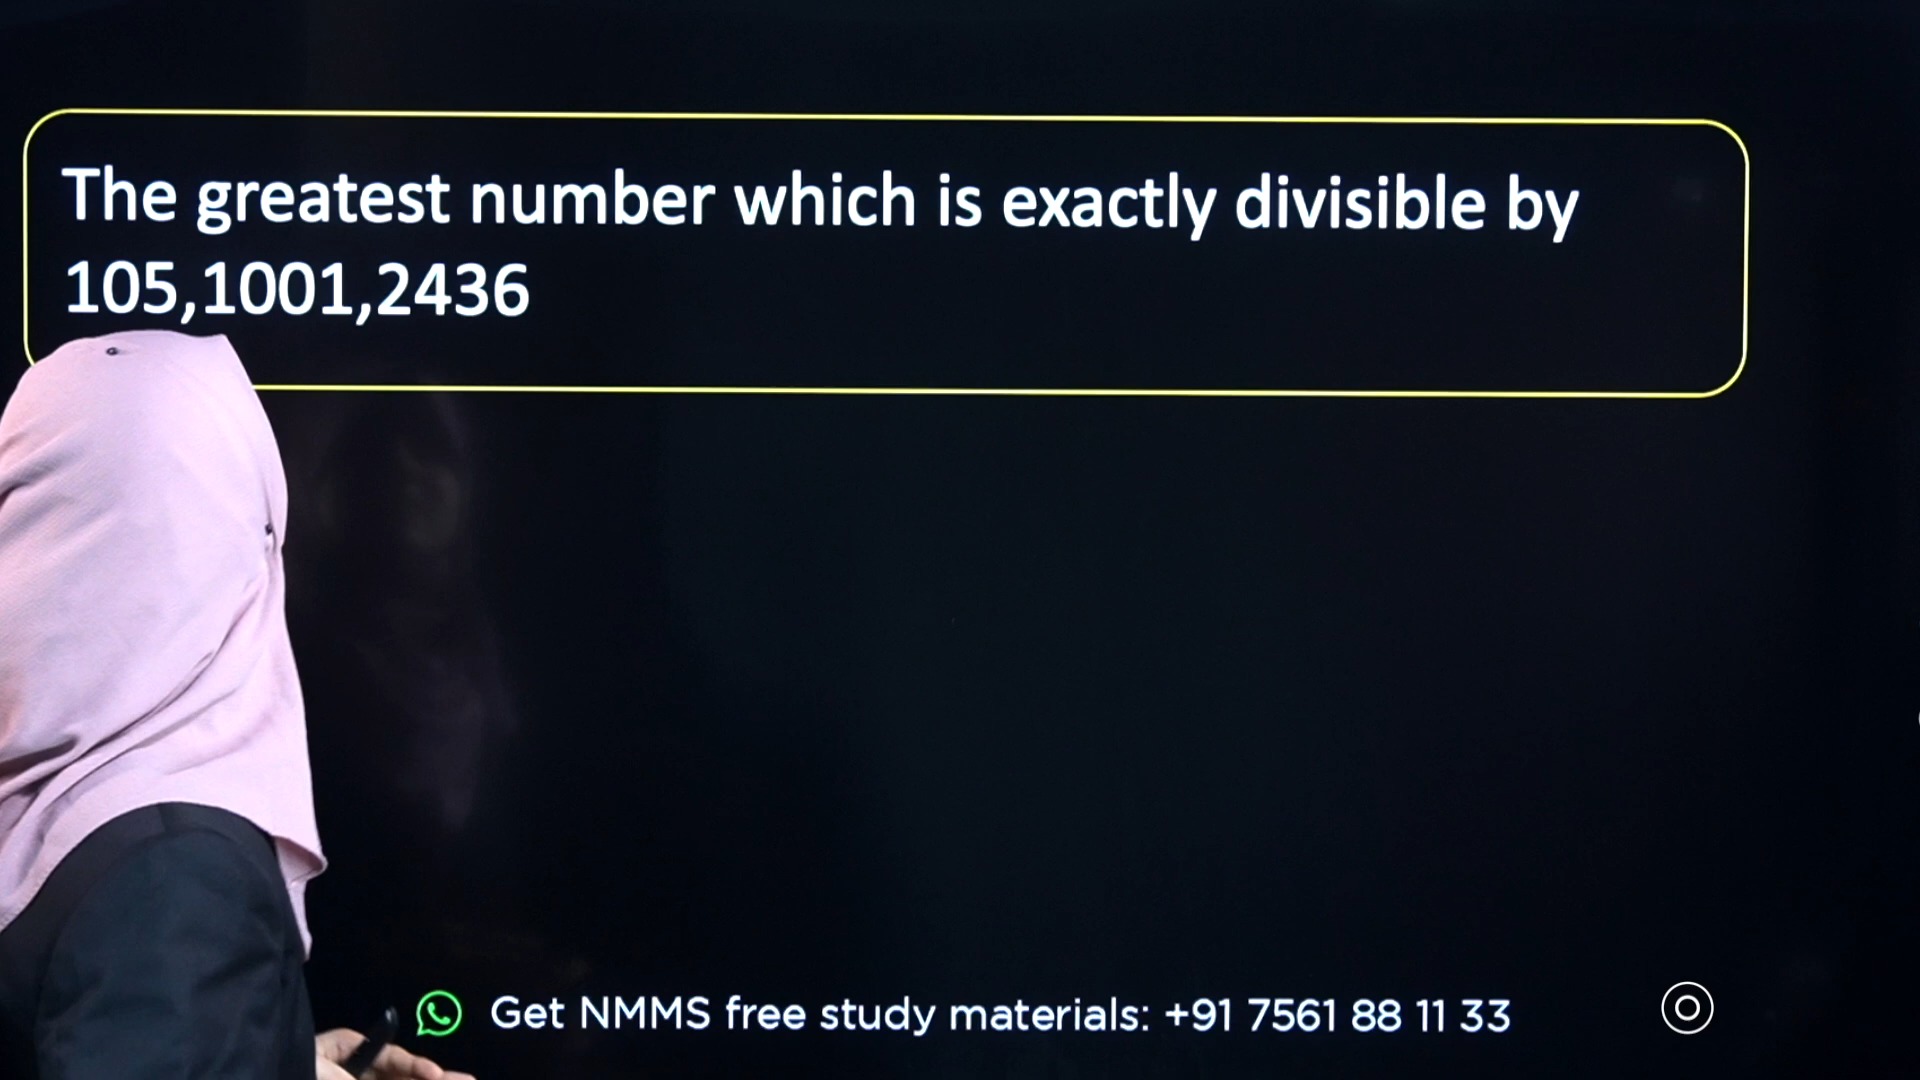 The greatest number which is exactly divisible by
105,1001,2436
Get NMMS free study materials: +91 7561 88 11 33